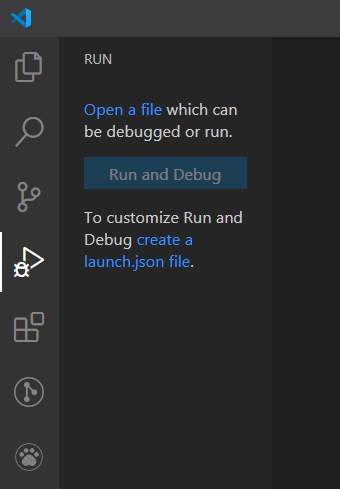 RUN
Open a file which can
be debugged or run.
Run and Debug
To customize Run and
Debug create a
launch.json file.